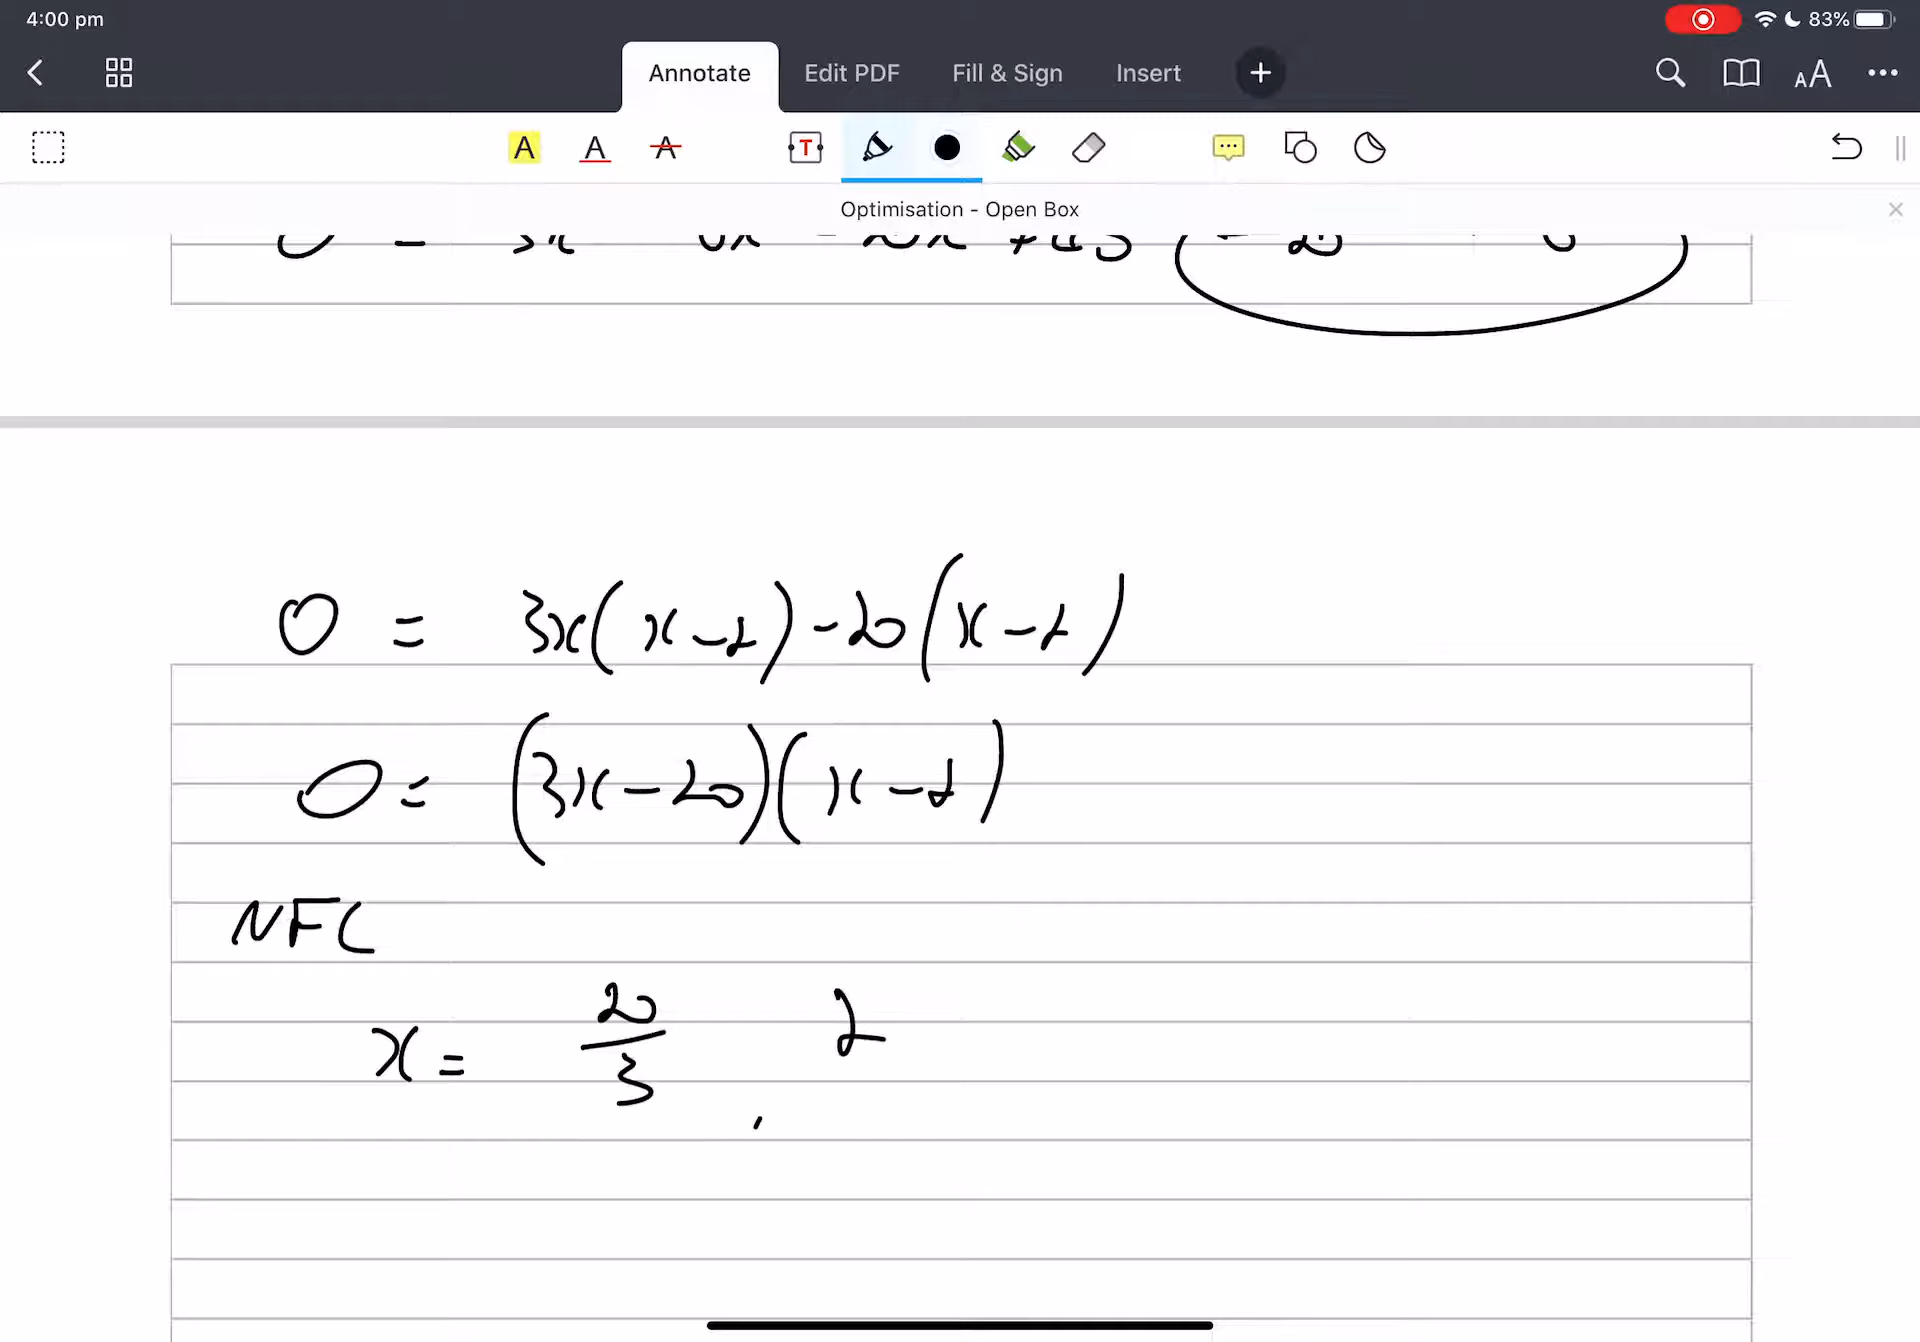 4:00 pm 83%
Annotate Edit PDF Fill & Sign Insert
AA
A A A T
Optimisation - Open Box
0 = 3x(x-2)-20(x-2)
0 = (3x-20)(x-2)
NFC
x = 20/3 , 2